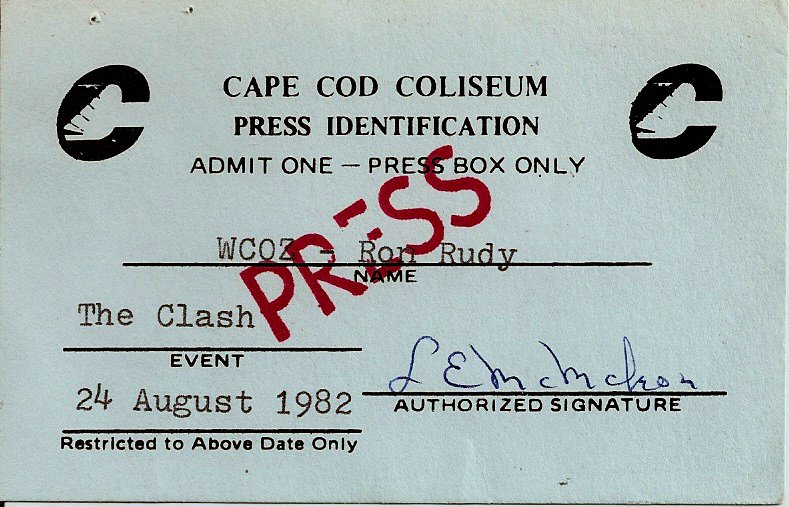 CAPE COD COLISEUM
PRESS IDENTIFICATION
ADMIT ONE — PRESS BOX ONLY
PRESS
WCOZ - Ron Rudy
NAME
The Clash
EVENT
24 August 1982
AUTHORIZED SIGNATURE
Restricted to Above Date Only